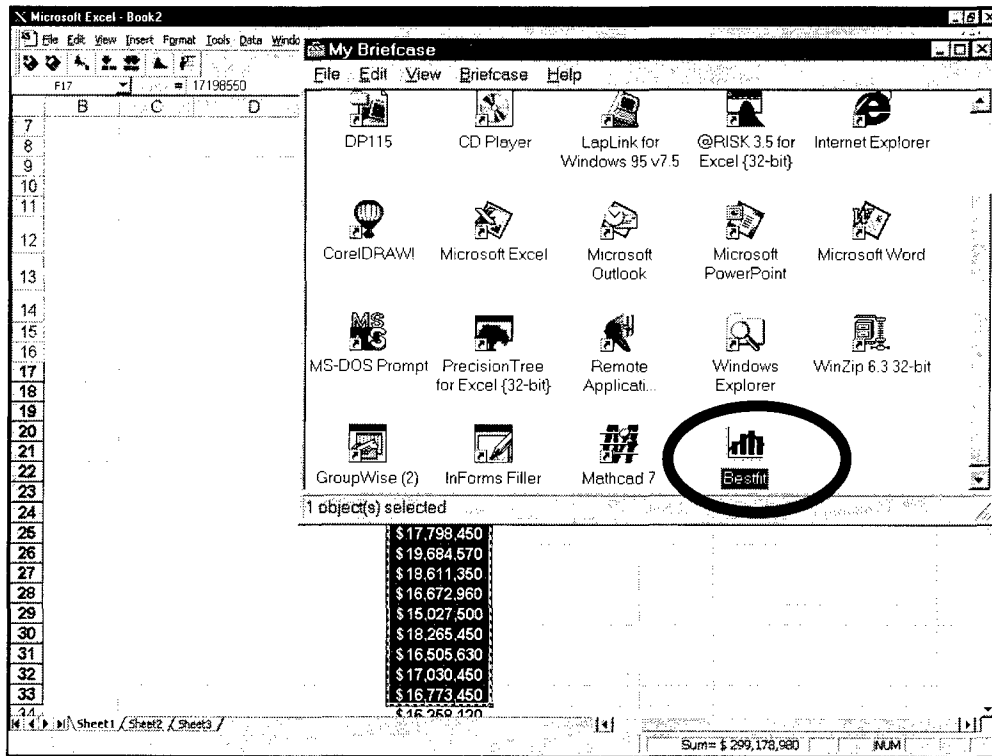 Microsoft Excel - Book2
File Edit View Insert Format Tools Data Windo
F17 = 17198550
B C D
7
8
9
10
11
12
13
14
15
16
17
18
19
20
21
22
23
24
25
26
27
28
29
30
31
32
33
34
My Briefcase
File Edit View Briefcase Help
DP115
CD Player
LapLink for
Windows 95 v7.5
@RISK 3.5 for
Excel {32-bit}
Internet Explorer
CorelDRAW!
Microsoft Excel
Microsoft
Outlook
Microsoft
PowerPoint
Microsoft Word
MS-DOS Prompt
PrecisionTree
for Excel {32-bit}
Remote
Applicati...
Windows
Explorer
WinZip 6.3 32-bit
GroupWise (2)
InForms Filler
Mathcad 7
Bestfit
1 object(s) selected
$17,798,450
$19,684,570
$18,611,350
$16,672,960
$15,027,500
$18,265,450
$16,505,630
$17,030,450
$16,773,450
$16,259,120
Sheet1 / Sheet2 / Sheet3 /
Sum= $ 299,178,980 NUM